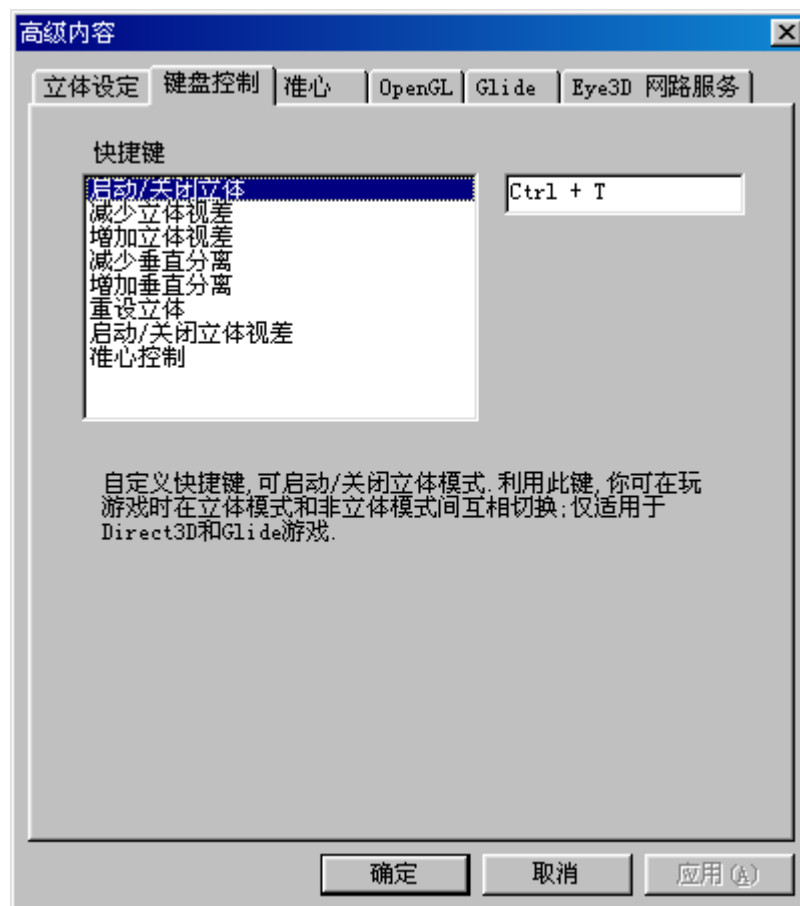 高级内容
立体设定 键盘控制 准心 OpenGL Glide Eye3D 网路服务
快捷键
启动/关闭立体
Ctrl + T
减少立体视差
增加立体视差
减少垂直分离
增加垂直分离
重设立体
启动/关闭立体视差
准心控制
自定义快捷键,可启动/关闭立体模式.利用此键,你可在玩
游戏时在立体模式和非立体模式间互相切换;仅适用于
Direct3D和Glide游戏.
确定 取消 应用(A)